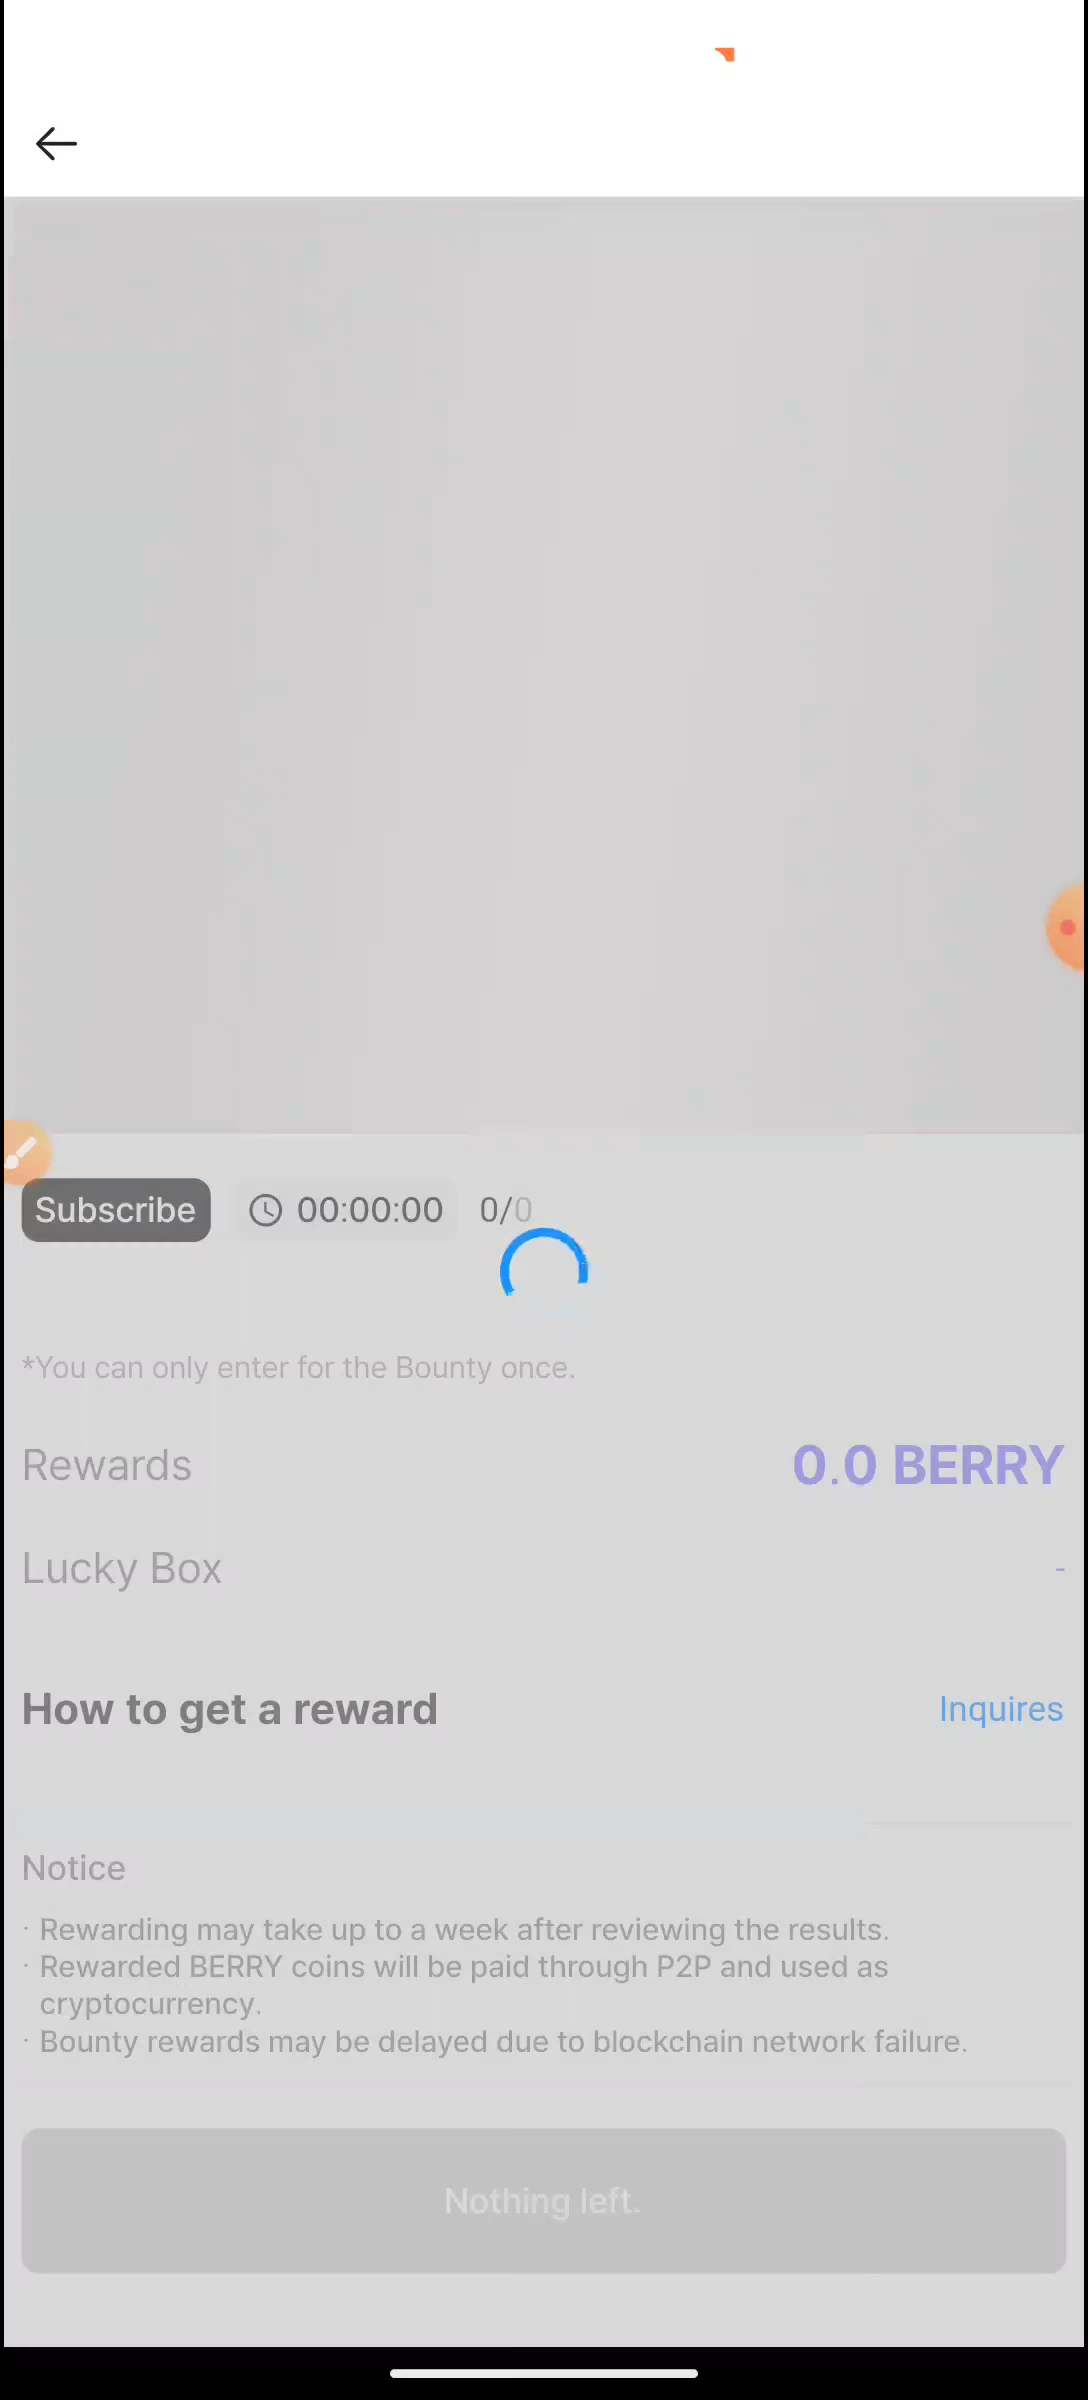 Subscribe 00:00:00 0/0
*You can only enter for the Bounty once.
Rewards 0.0 BERRY
Lucky Box -
How to get a reward Inquires
Notice
· Rewarding may take up to a week after reviewing the results.
· Rewarded BERRY coins will be paid through P2P and used as
cryptocurrency.
· Bounty rewards may be delayed due to blockchain network failure.
Nothing left.